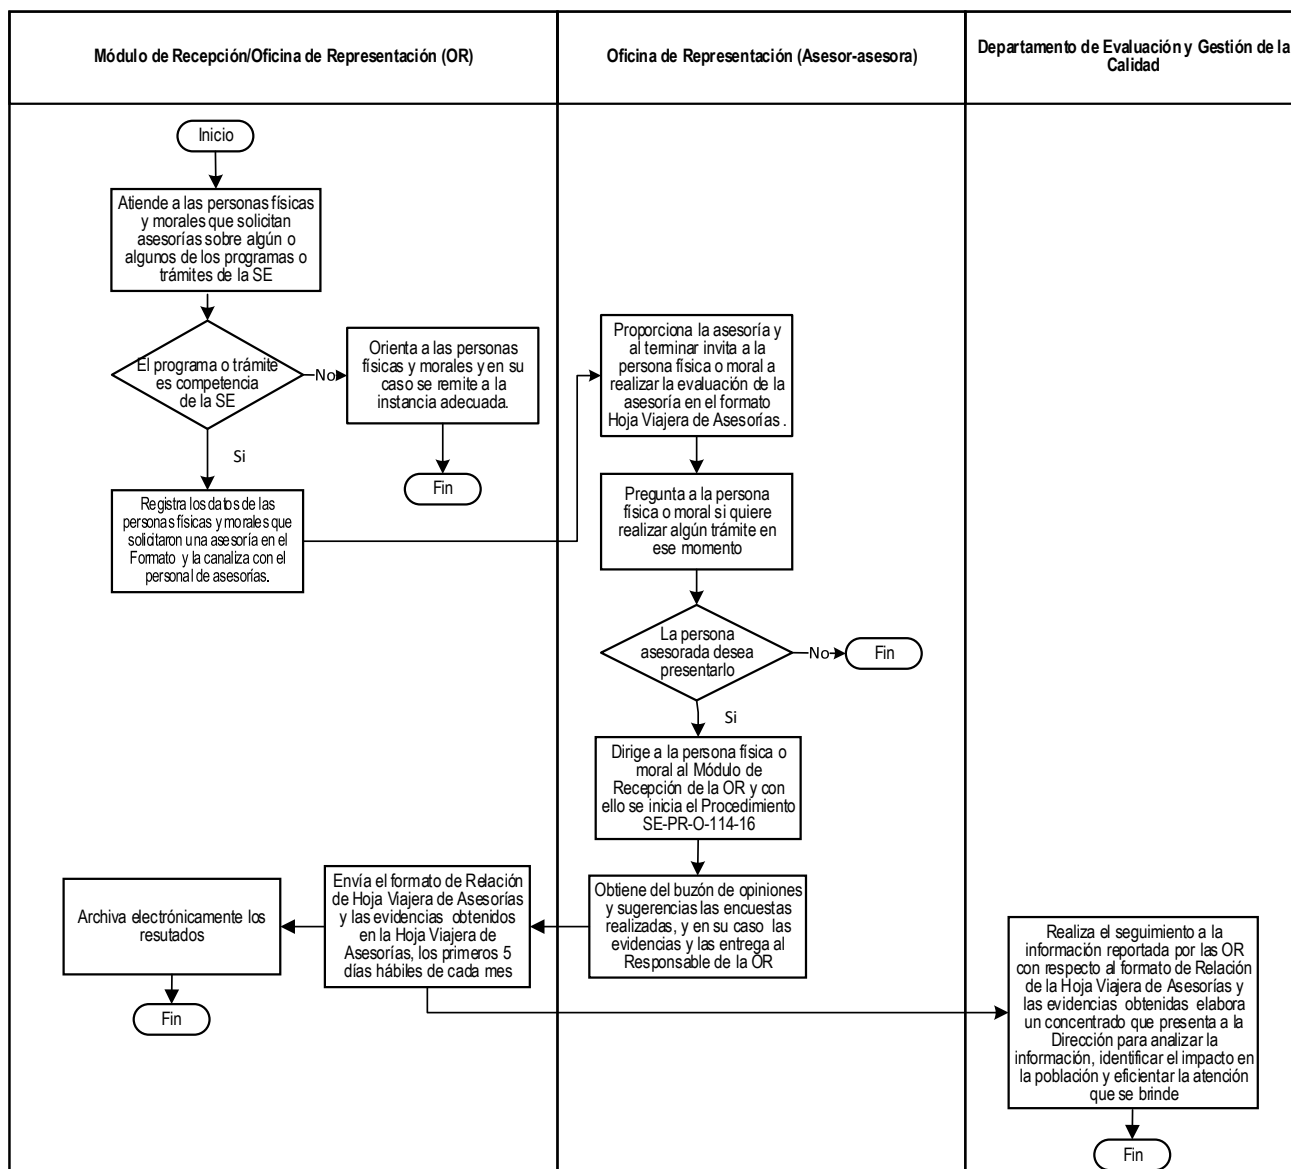 Módulo de Recepción/Oficina de Representación (OR)
Oficina de Representación (Asesor-asesora)
Departamento de Evaluación y Gestión de la
Calidad
Inicio
Atiende a las personas físicas
y morales que solicitan
asesorías sobre algún o
algunos de los programas o
trámites de la SE
El programa o trámite
es competencia
de la SE
No
Orienta a las personas
físicas y morales y en su
caso se remite a la
instancia adecuada.
Fin
Si
Registra los datos de las
personas físicas y morales que
solicitaron una asesoría en el
Formato y la canaliza con el
personal de asesorías.
Proporciona la asesoría y
al terminar invita a la
persona física o moral a
realizar la evaluación de la
asesoría en el formato
Hoja Viajera de Asesorías .
Pregunta a la persona
física o moral si quiere
realizar algún trámite en
ese momento
La persona
asesorada desea
presentarlo
No
Fin
Si
Dirige a la persona física o
moral al Módulo de
Recepción de la OR y con
ello se inicia el Procedimiento
SE-PR-O-114-16
Obtiene del buzón de opiniones
y sugerencias las encuestas
realizadas, y en su caso las
evidencias y las entrega al
Responsable de la OR
Envía el formato de Relación
de Hoja Viajera de Asesorías
y las evidencias obtenidos
en la Hoja Viajera de
Asesorías, los primeros 5
días hábiles de cada mes
Archiva electrónicamente los
resutados
Fin
Realiza el seguimiento a la
información reportada por las OR
con respecto al formato de Relación
de la Hoja Viajera de Asesorías y
las evidencias obtenidas elabora
un concentrado que presenta a la
Dirección para analizar la
información, identificar el impacto en
la población y eficientar la atención
que se brinde
Fin